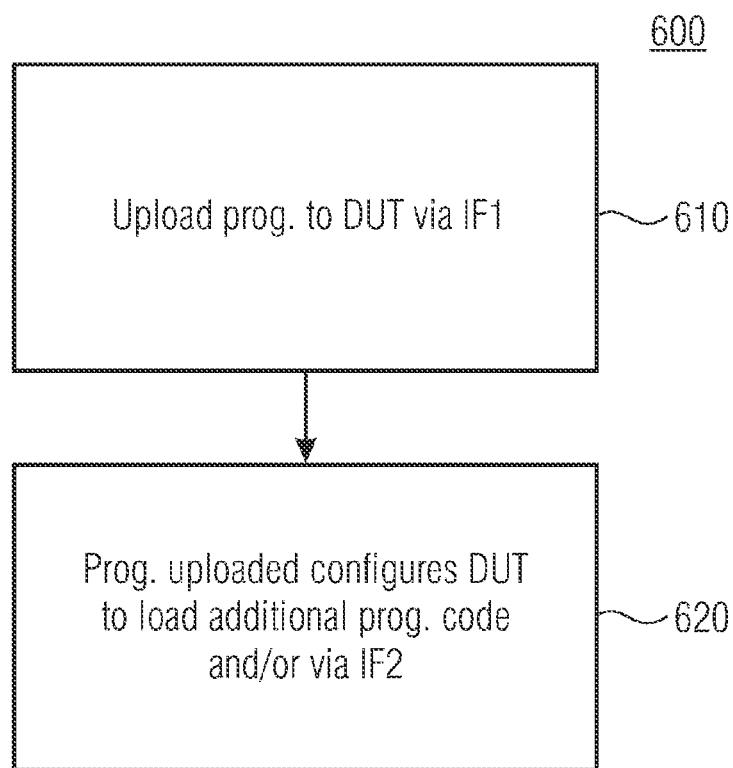 600
Upload prog. to DUT via IF1
610
Prog. uploaded configures DUT
to load additional prog. code
and/or via IF2
620